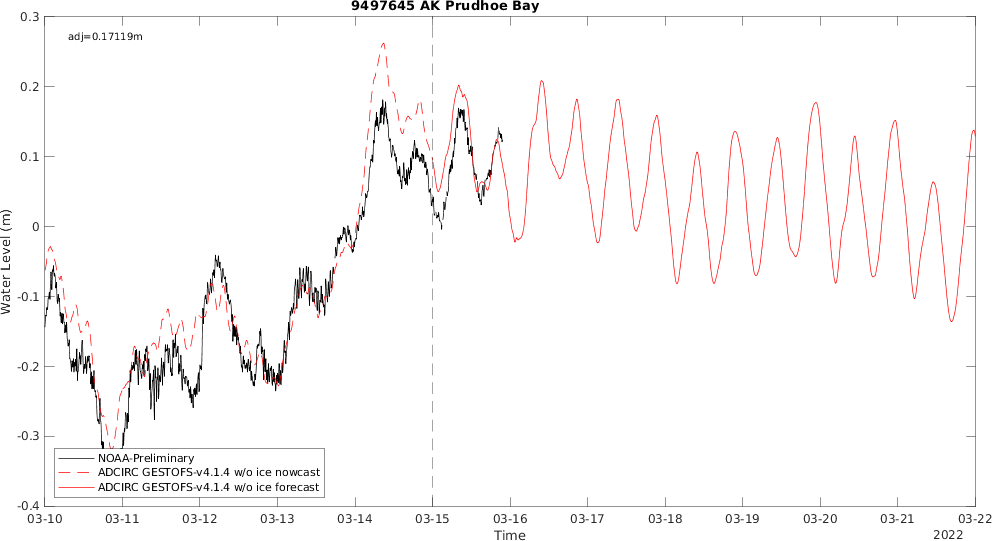 9497645 AK Prudhoe Bay
adj=0.17119m
0.3
0.2
0.1
0
-0.1
-0.2
-0.3
-0.4
Water Level (m)
NOAA-Preliminary
ADCIRC GESTOFS-v4.1.4 w/o ice nowcast
ADCIRC GESTOFS-v4.1.4 w/o ice forecast
03-10 03-11 03-12 03-13 03-14 03-15 03-16 03-17 03-18 03-19 03-20 03-21 03-22
Time
2022